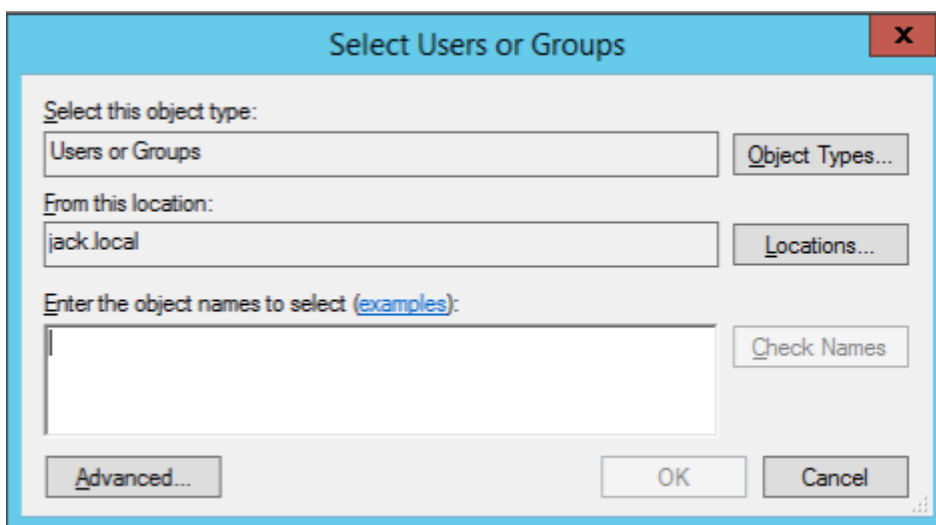 Select Users or Groups
x
Select this object type:
Users or Groups
Object Types...
From this location:
jack.local
Locations...
Enter the object names to select (examples):
Check Names
Advanced...
OK
Cancel